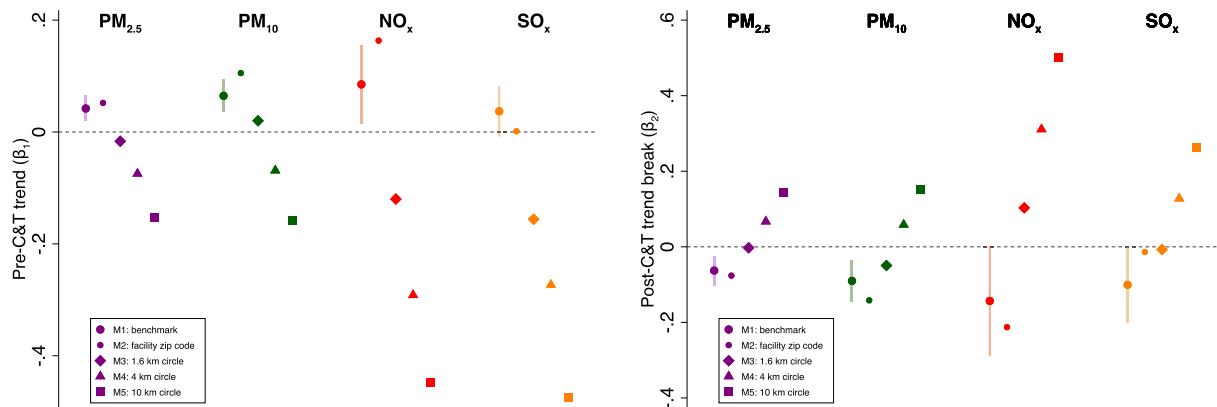 PM2.5 PM10 NOx SOx
.2
0
-.2
-.4
Pre-C&T trend (β1)
M1: benchmark
M2: facility zip code
M3: 1.6 km circle
M4: 4 km circle
M5: 10 km circle
PM2.5 PM10 NOx SOx
.6
.4
.2
0
-.2
-.4
Post-C&T trend break (β2)
M1: benchmark
M2: facility zip code
M3: 1.6 km circle
M4: 4 km circle
M5: 10 km circle